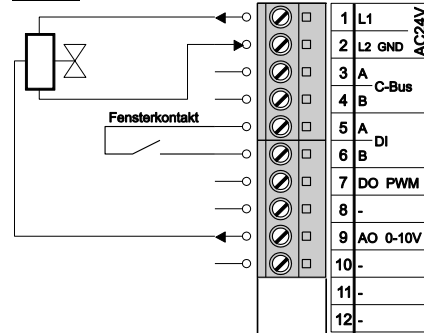 1 L1
AC24V
2 L2 GND
3 A
C-Bus
4 B
Fensterkontakt
5 A
DI
6 B
7 DO PWM
8 -
9 AO 0-10V
10 -
11 -
12 -